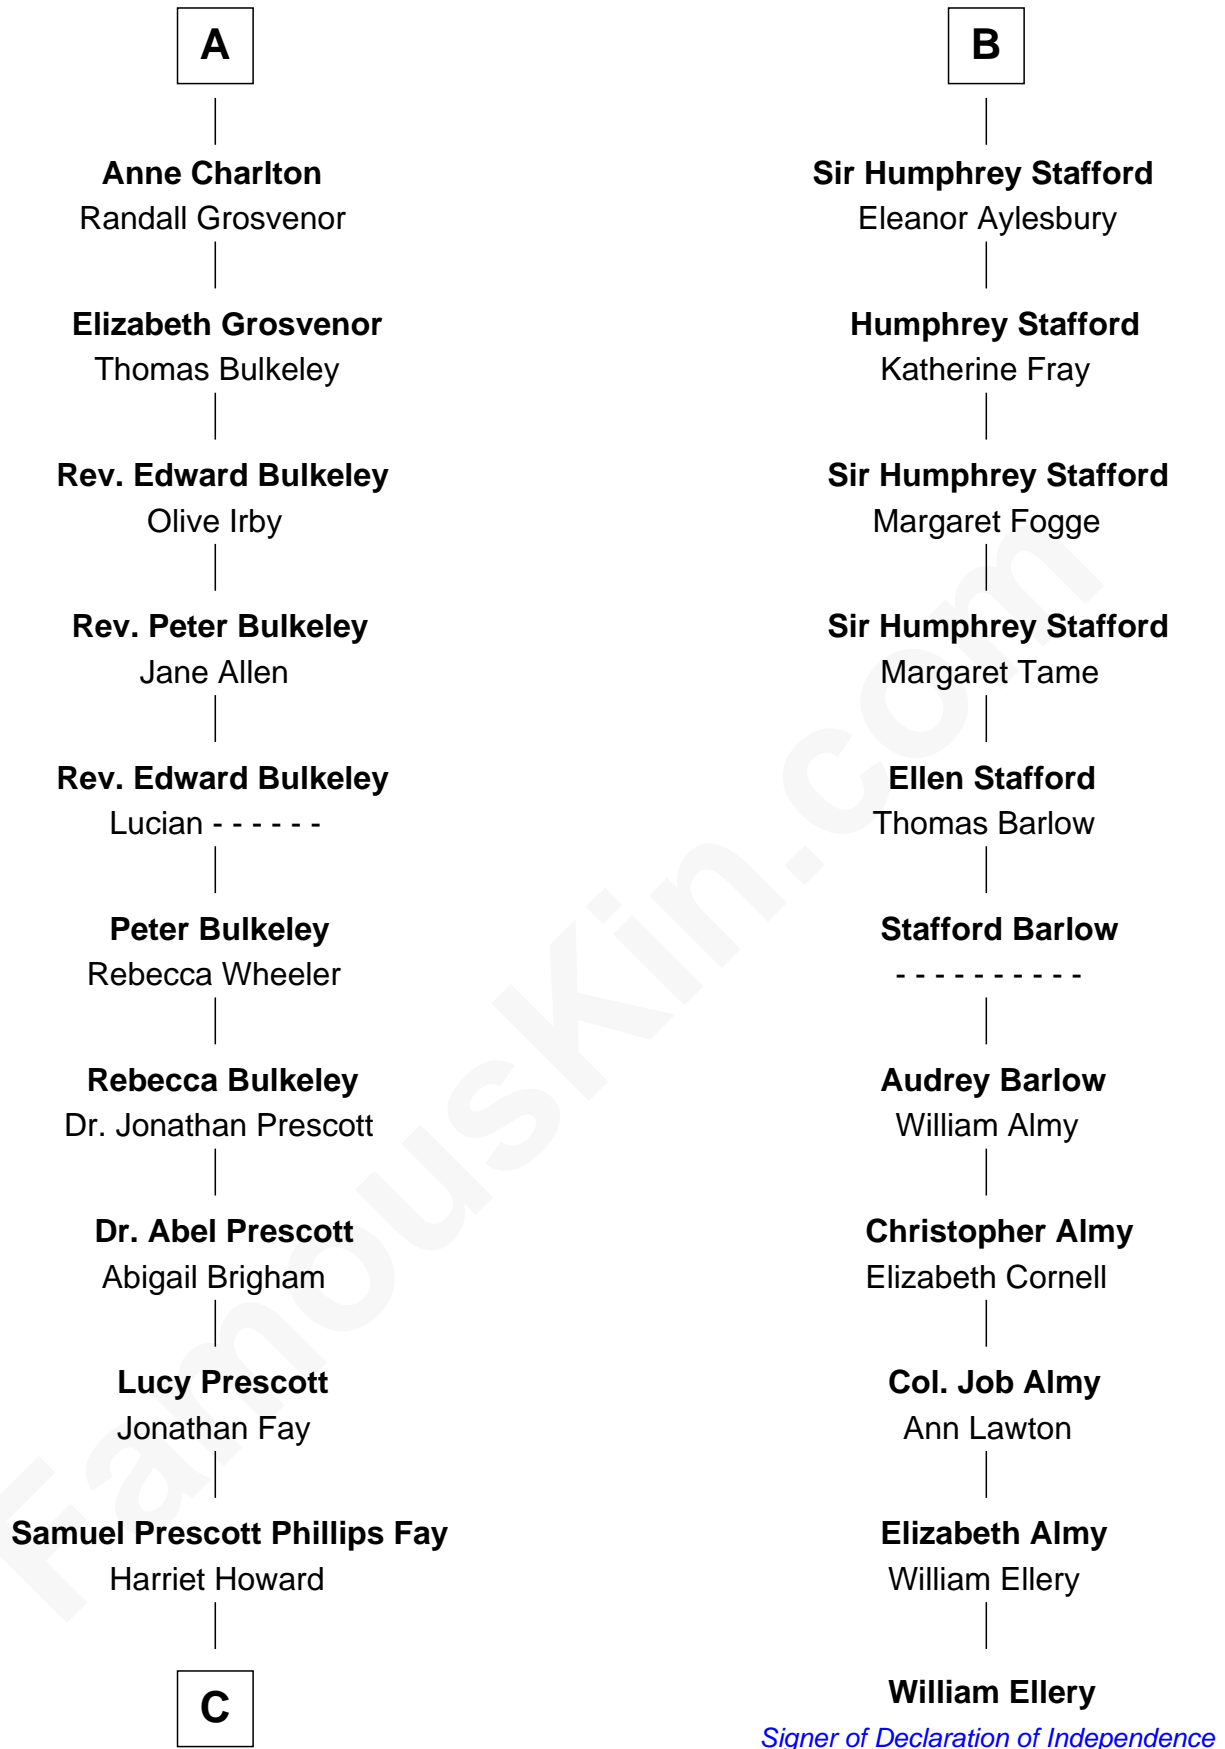 A
Anne Charlton
Randall Grosvenor
Elizabeth Grosvenor
Thomas Bulkeley
Rev. Edward Bulkeley
Olive Irby
Rev. Peter Bulkeley
Jane Allen
Rev. Edward Bulkeley
Lucian - - - - - -
Peter Bulkeley
Rebecca Wheeler
Rebecca Bulkeley
Dr. Jonathan Prescott
Dr. Abel Prescott
Abigail Brigham
Lucy Prescott
Jonathan Fay
Samuel Prescott Phillips Fay
Harriet Howard
C
B
Sir Humphrey Stafford
Eleanor Aylesbury
Humphrey Stafford
Katherine Fray
Sir Humphrey Stafford
Margaret Fogge
Sir Humphrey Stafford
Margaret Tame
Ellen Stafford
Thomas Barlow
Stafford Barlow
- - - - - - - - - -
Audrey Barlow
William Almy
Christopher Almy
Elizabeth Cornell
Col. Job Almy
Ann Lawton
Elizabeth Almy
William Ellery
William Ellery
Signer of Declaration of Independence
FamousKin.com